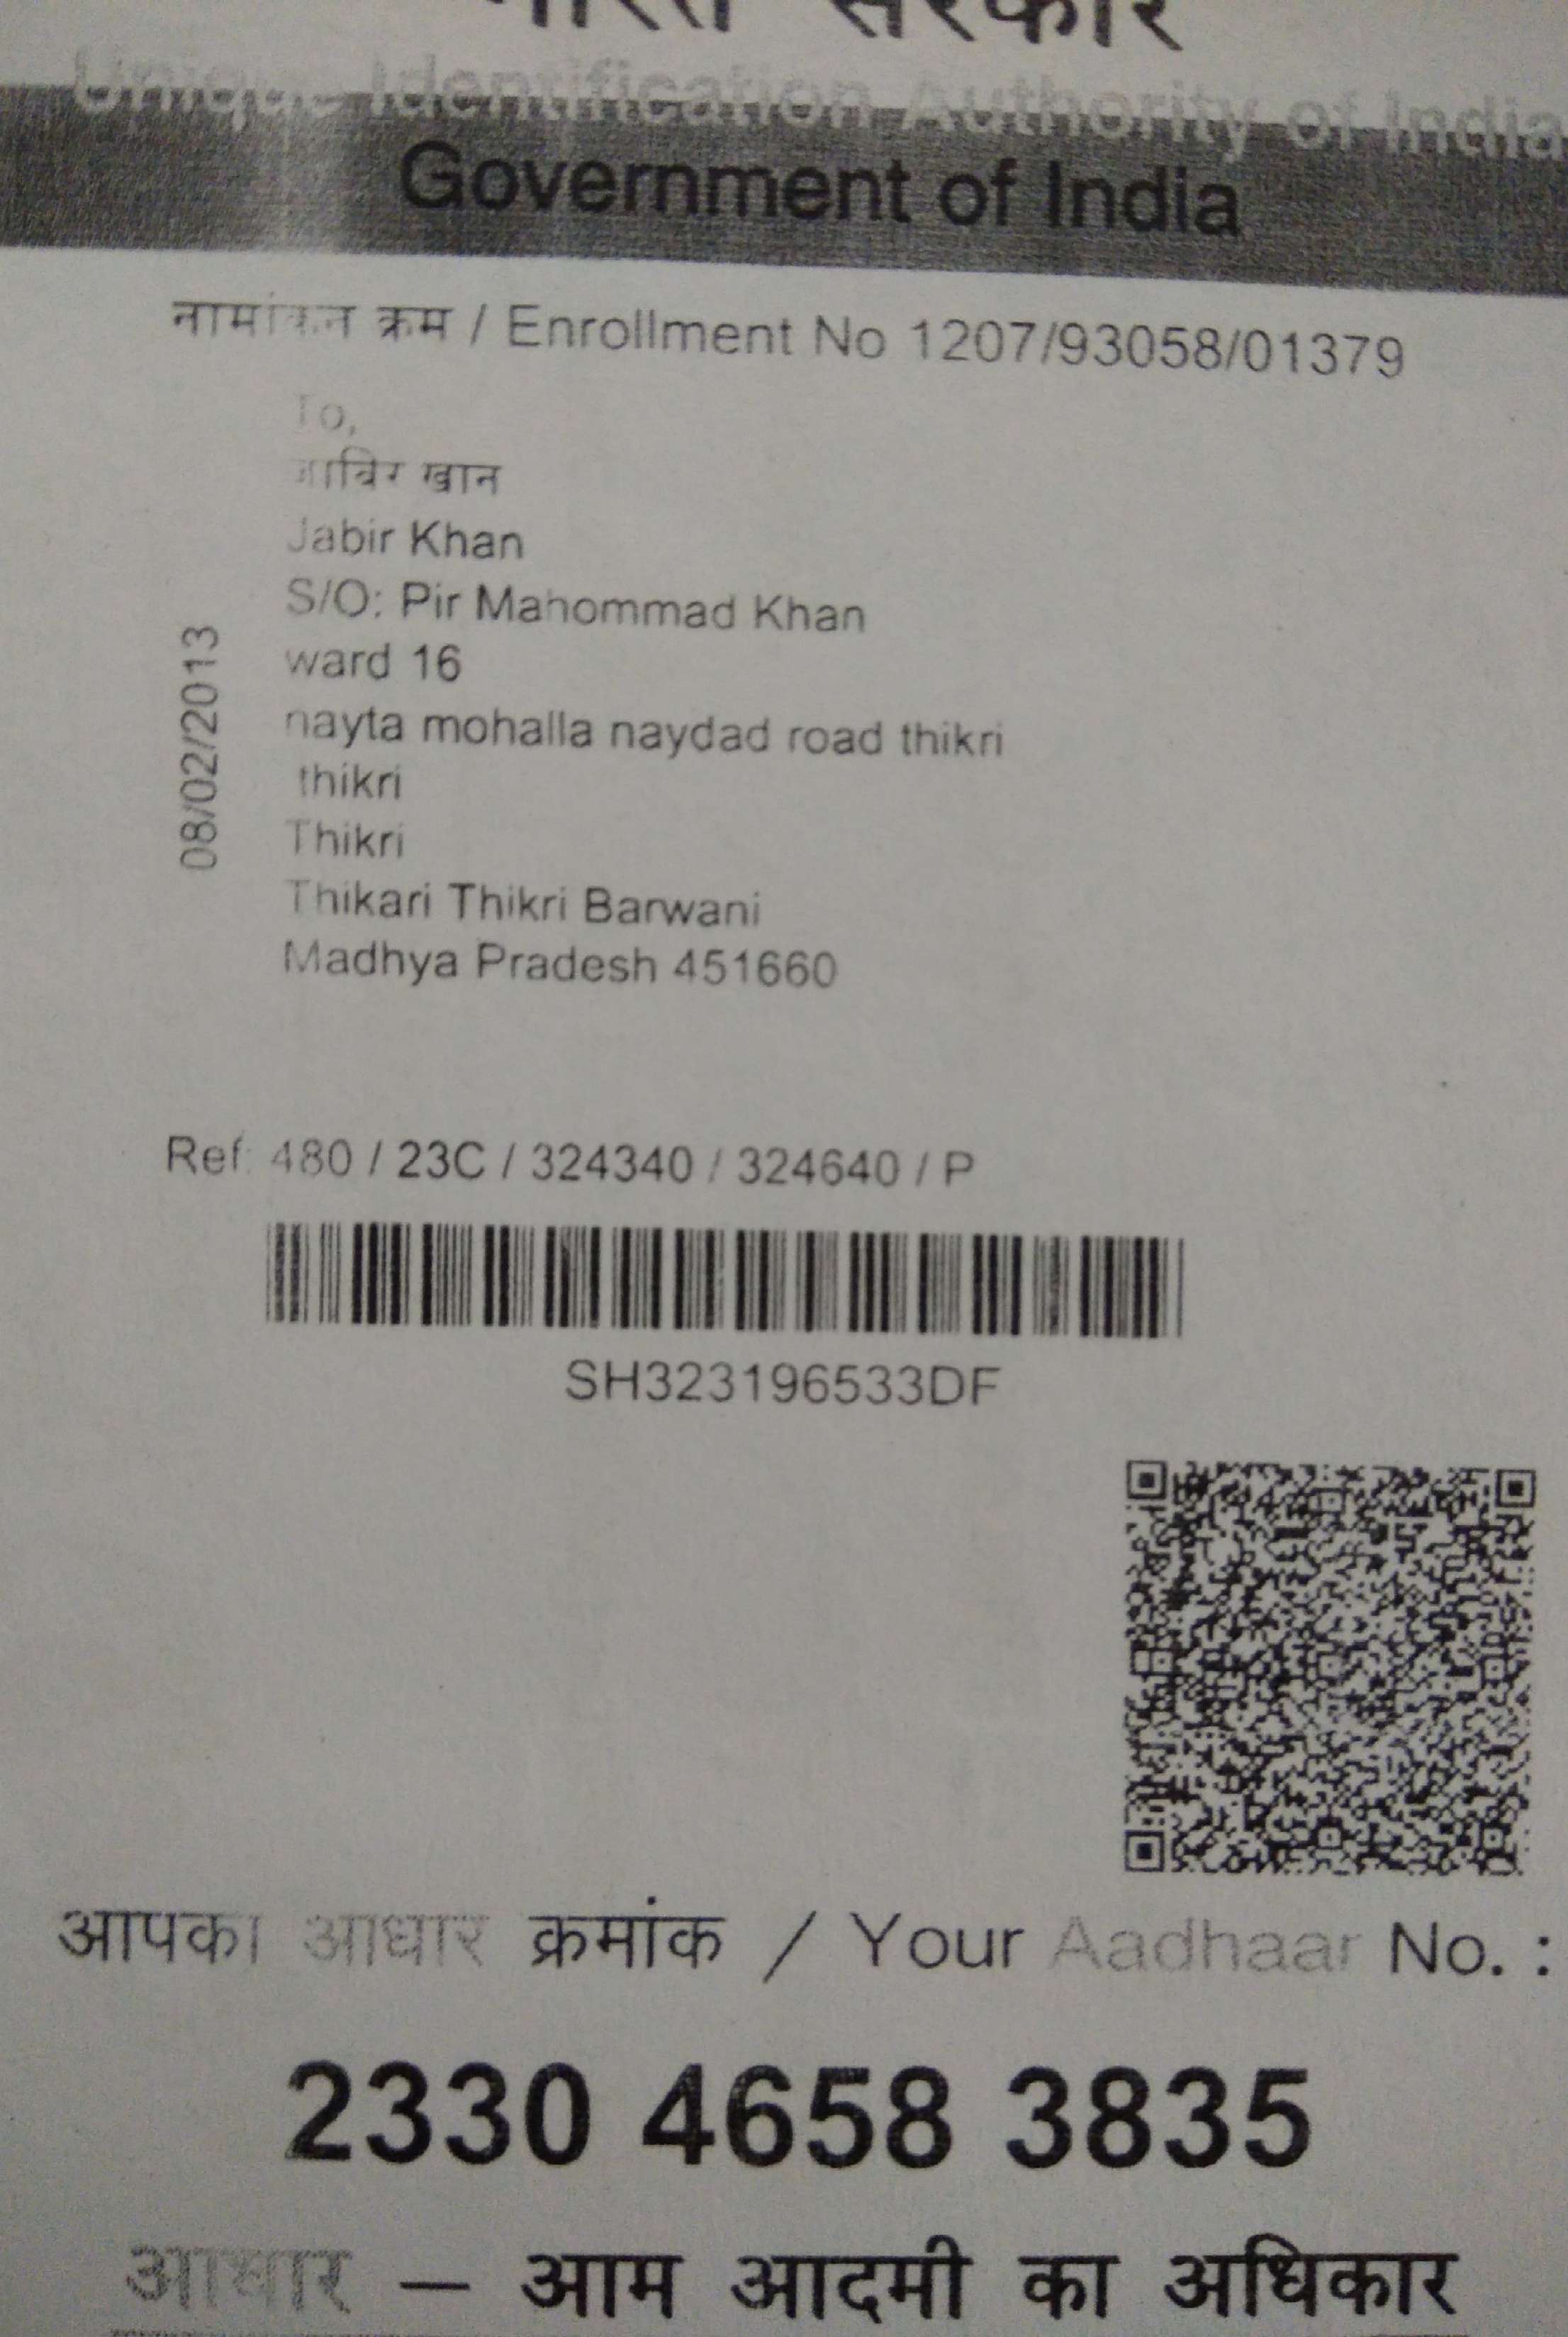 भारत सरकार
Unique Identification Authority of India
Government of India
नामांकन क्रम / Enrollment No 1207/93058/01379
To,
जाबिर खान
Jabir Khan
S/O: Pir Mahommad Khan
ward 16
nayta mohalla naydad road thikri
thikri
Thikri
Thikari Thikri Barwani
Madhya Pradesh 451660
08/02/2013
Ref: 480 / 23C / 324340 / 324640 / P
SH323196533DF
आपका आधार क्रमांक / Your Aadhaar No. :
2330 4658 3835
आधार — आम आदमी का अधिकार